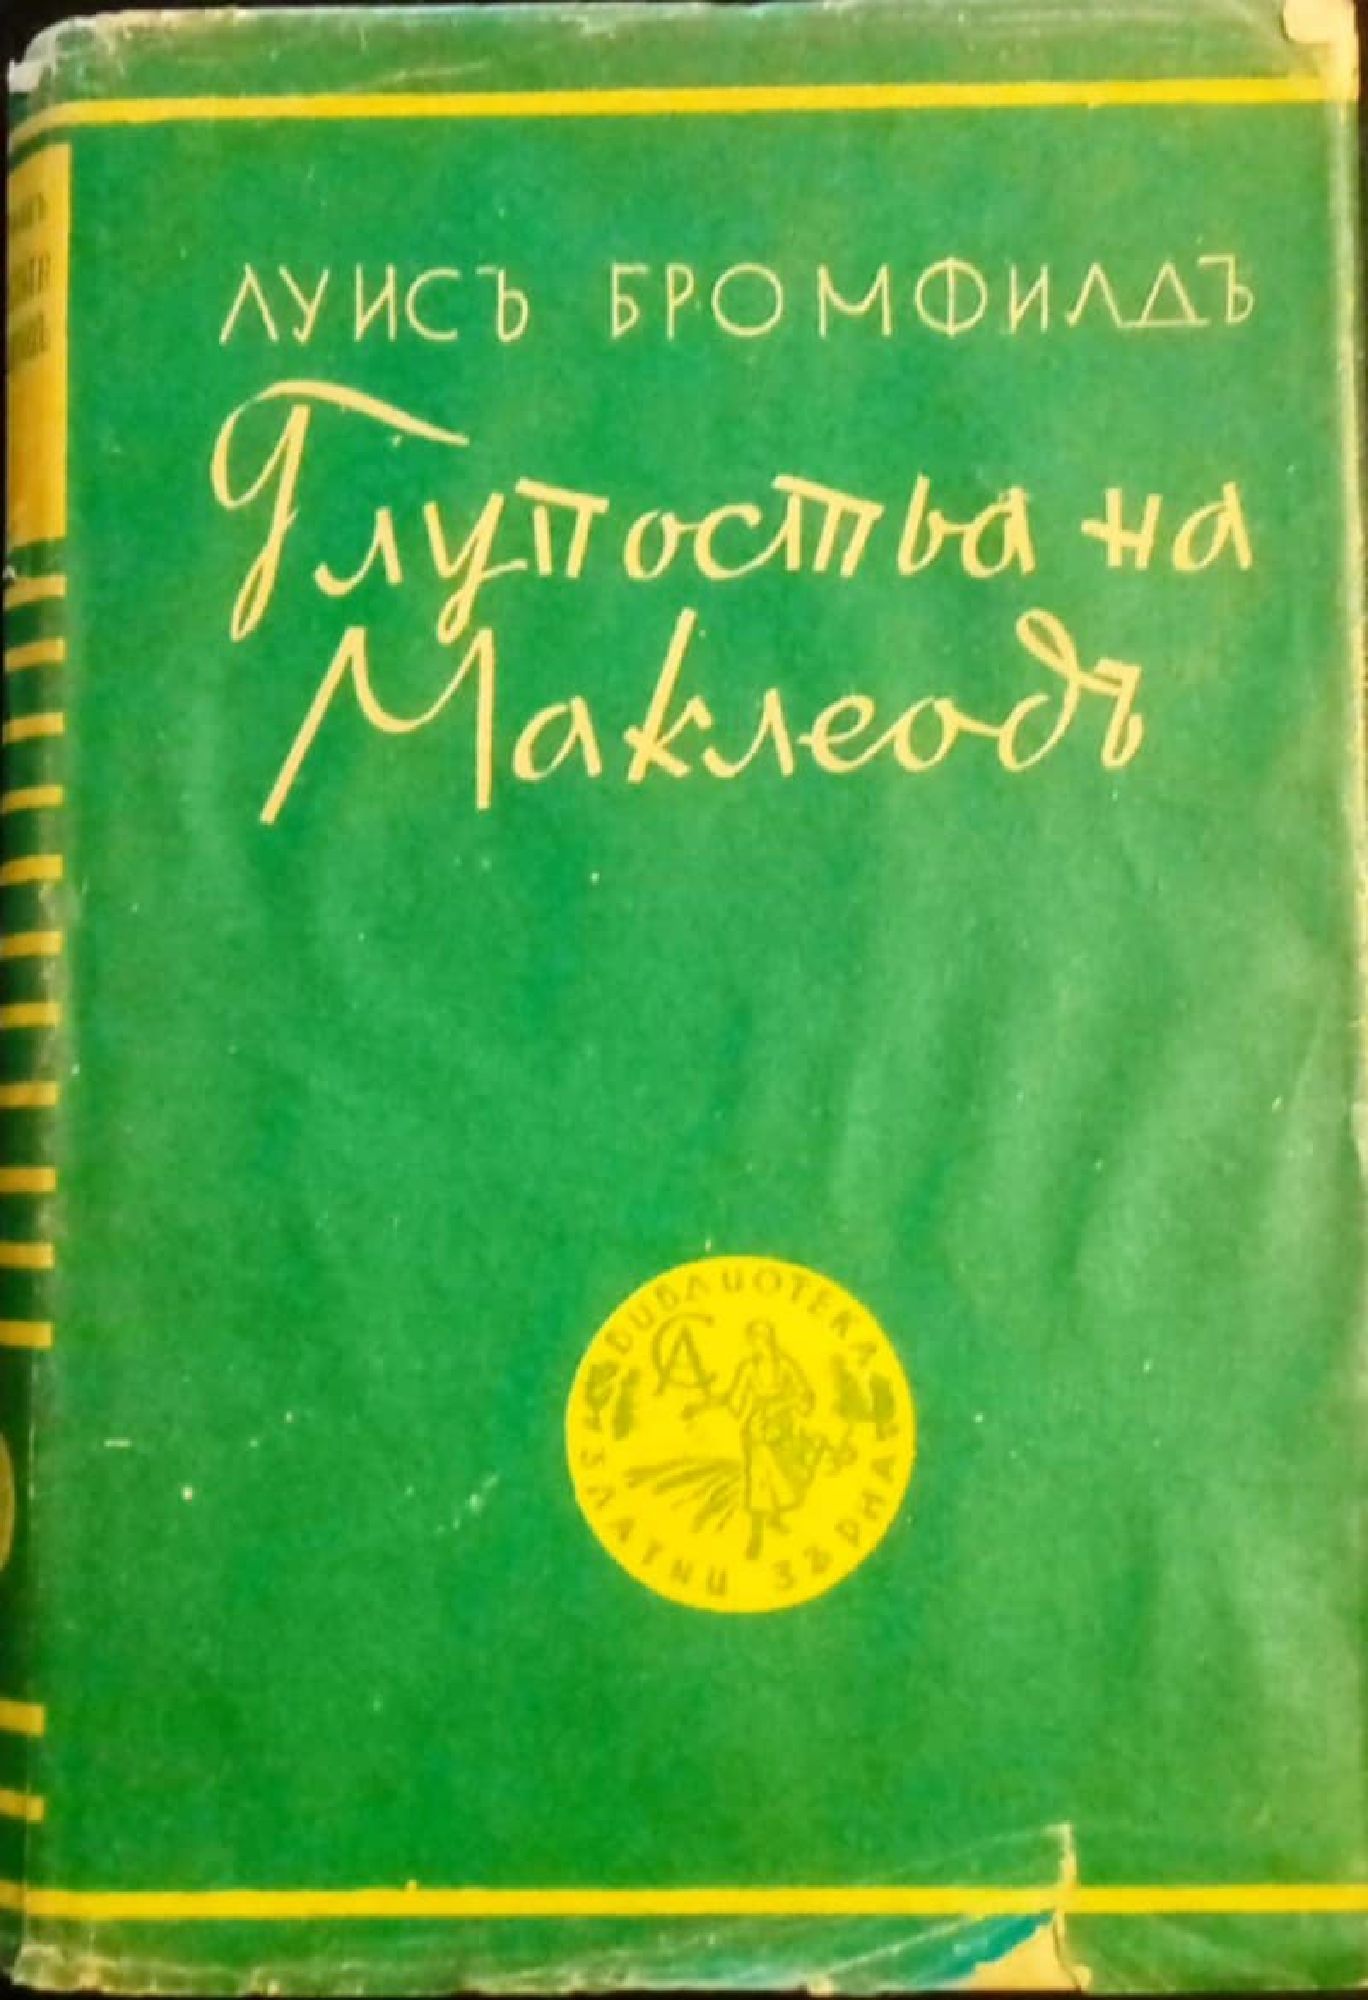 ЛУИСЪ БРОМФИЛДЪ
Глупостьа на
Маклеодъ
БИБЛИОТЕКА
ЗЛАТНИ ЗЪРНА